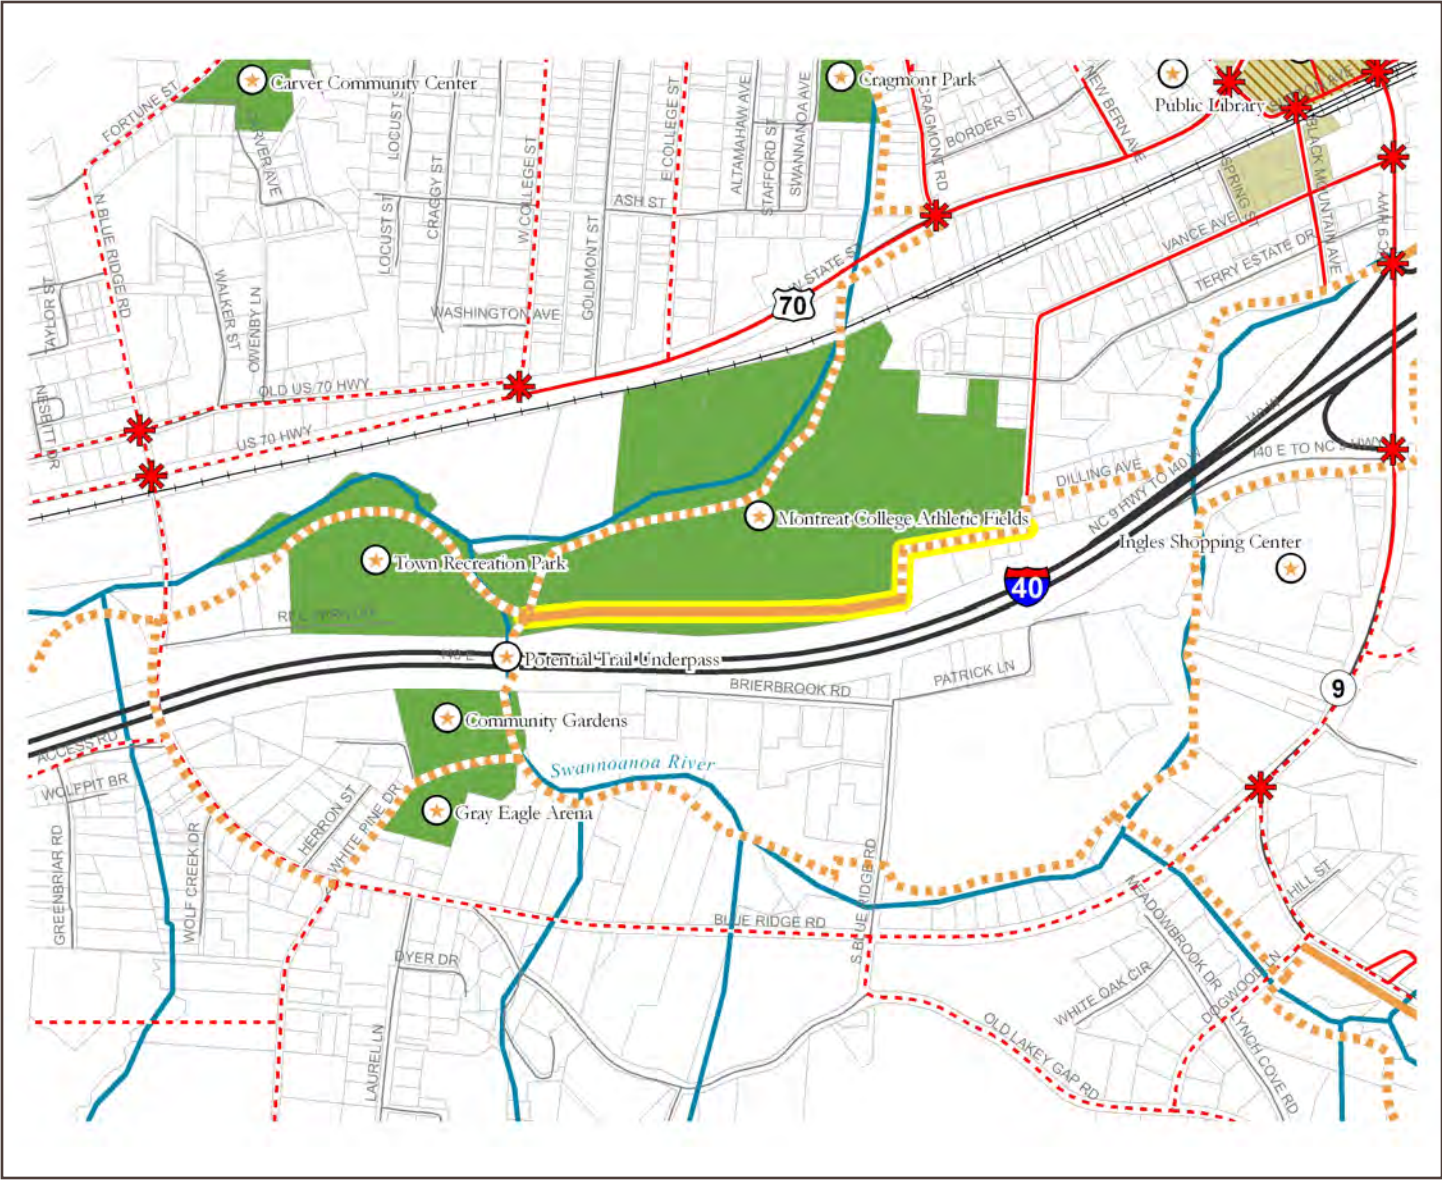 Carver Community Center
Cragmont Park
Public Library
FORTUNE ST
LOCUST S
E COLLEGE ST
ALTAMAHAW AVE
STAFFORD ST
SWANNANOA AVE
CRAGMONT RD
BORDER ST
NEW BERN AVE
BLACK MOUNTAIN AVE
SPRING ST
N BLUE RIDGE RD
CRAGGY ST
LOCUST ST
W COLLEGE ST
ASH ST
GOLDMONT ST
VANCE AVE
TERRY ESTATE DR
TAYLOR ST
WALKER ST
OWENBY LN
WASHINGTON AVE
70
OLD US 70 HWY
US 70 HWY
NESBITT DR
DILLING AVE
I40 E TO NC 9 HWY
NC 9 HWY TO I40 W
Montreat College Athletic Fields
Ingles Shopping Center
Town Recreation Park
40
Potential Trail Underpass
BRIERBROOK RD
PATRICK LN
9
Community Gardens
ACCESS RD
WOLFPIT BR
Swannoanoa River
Gray Eagle Arena
HERRON ST
WHITE PINE DR
GREENBRIAR RD
WOLF CREEK DR
S BLUE RIDGE RD
BLUE RIDGE RD
HILL ST
MEADOWBROOK DR
DYER DR
WHITE OAK CIR
DOGWOOD LN
LAUREL LN
OLD LAKEY GAP RD
LYNCH COVE RD